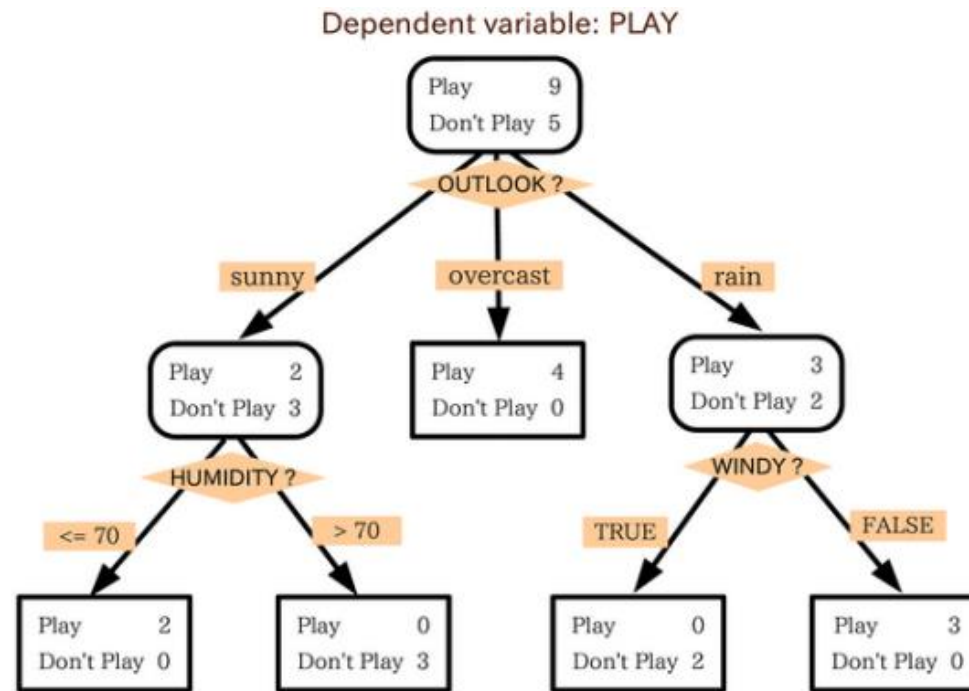 Dependent variable: PLAY
Play 9
Don't Play 5
OUTLOOK ?
sunny
overcast
rain
Play 2
Don't Play 3
Play 4
Don't Play 0
Play 3
Don't Play 2
HUMIDITY ?
WINDY ?
<= 70
> 70
TRUE
FALSE
Play 2
Don't Play 0
Play 0
Don't Play 3
Play 0
Don't Play 2
Play 3
Don't Play 0